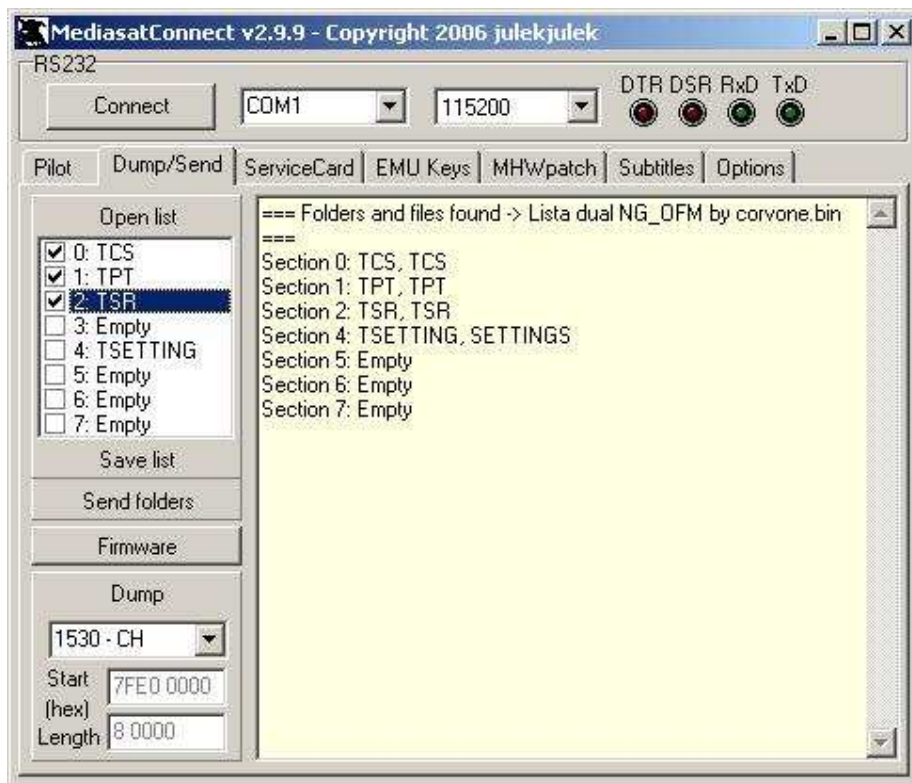 MediasatConnect v2.9.9 - Copyright 2006 julekjulek
RS232
Connect
COM1
115200
DTR DSR RxD TxD
Pilot
Dump/Send
ServiceCard
EMU Keys
MHWpatch
Subtitles
Options
Open list
0: TCS
1: TPT
2: TSR
3: Empty
4: TSETTING
5: Empty
6: Empty
7: Empty
Save list
Send folders
Firmware
Dump
1530 - CH
Start
(hex)
7FE0 0000
Length
8 0000
=== Folders and files found -> Lista dual NG_OFM by corvone.bin
===
Section 0: TCS, TCS
Section 1: TPT, TPT
Section 2: TSR, TSR
Section 4: TSETTING, SETTINGS
Section 5: Empty
Section 6: Empty
Section 7: Empty